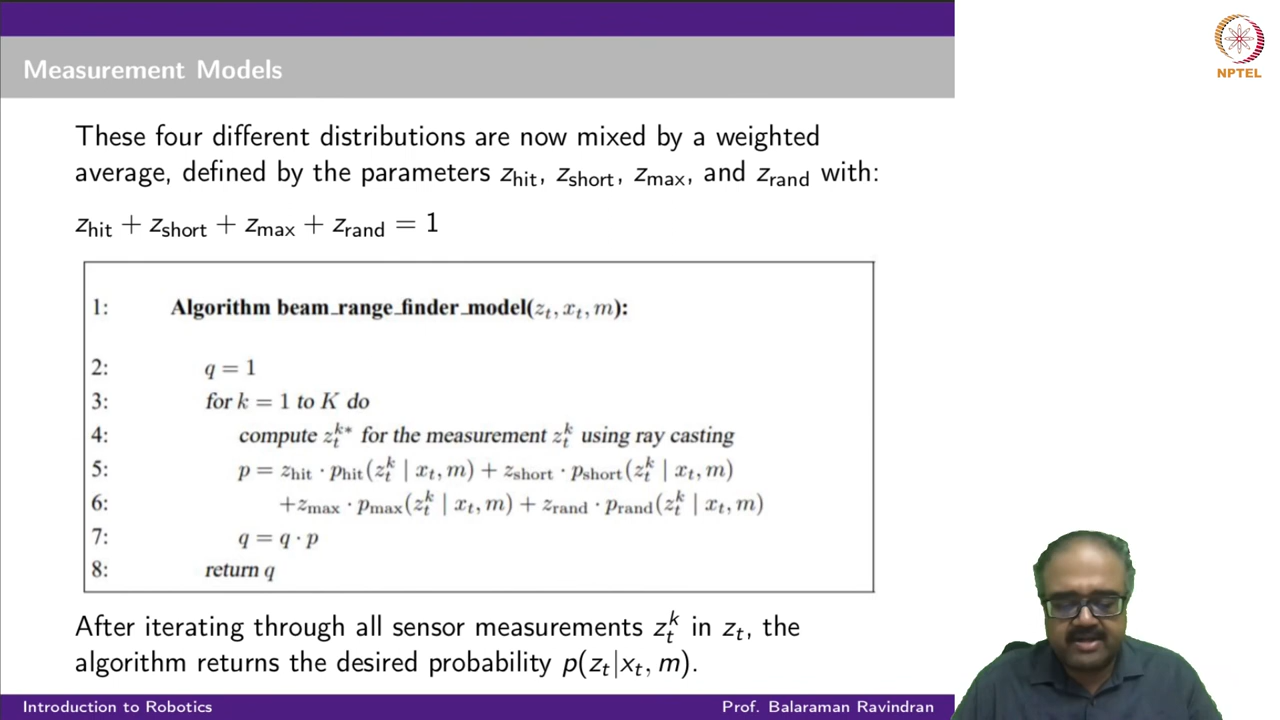 Measurement Models
NPTEL
These four different distributions are now mixed by a weighted
average, defined by the parameters z_hit, z_short, z_max, and z_rand with:
z_hit + z_short + z_max + z_rand = 1
1: Algorithm beam_range_finder_model(z_t, x_t, m):
2: q = 1
3: for k = 1 to K do
4: compute z_t^{k*} for the measurement z_t^k using ray casting
5: p = z_hit · p_hit(z_t^k | x_t, m) + z_short · p_short(z_t^k | x_t, m)
6: +z_max · p_max(z_t^k | x_t, m) + z_rand · p_rand(z_t^k | x_t, m)
7: q = q · p
8: return q
After iterating through all sensor measurements z_t^k in z_t, the
algorithm returns the desired probability p(z_t|x_t, m).
Introduction to Robotics Prof. Balaraman Ravindran